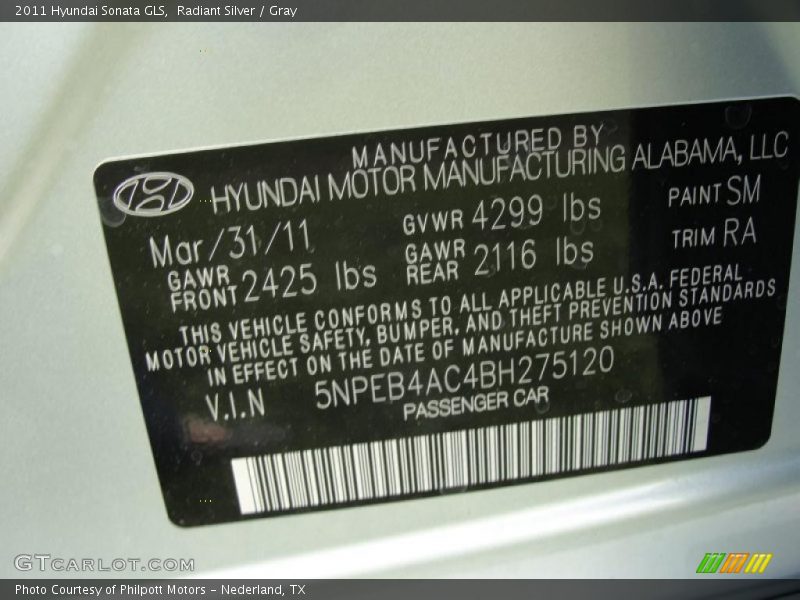 2011 Hyundai Sonata GLS,  Radiant Silver / Gray
MANUFACTURED BY
HYUNDAI MOTOR MANUFACTURING ALABAMA, LLC
Mar/31/11 GVWR 4299 lbs PAINT SM
GAWR FRONT 2425 lbs GAWR REAR 2116 lbs TRIM RA
THIS VEHICLE CONFORMS TO ALL APPLICABLE U.S.A. FEDERAL
MOTOR VEHICLE SAFETY, BUMPER, AND THEFT PREVENTION STANDARDS
IN EFFECT ON THE DATE OF MANUFACTURE SHOWN ABOVE
V.I.N 5NPEB4AC4BH275120
PASSENGER CAR
GTCARLOT.COM
Photo Courtesy of Philpott Motors - Nederland, TX